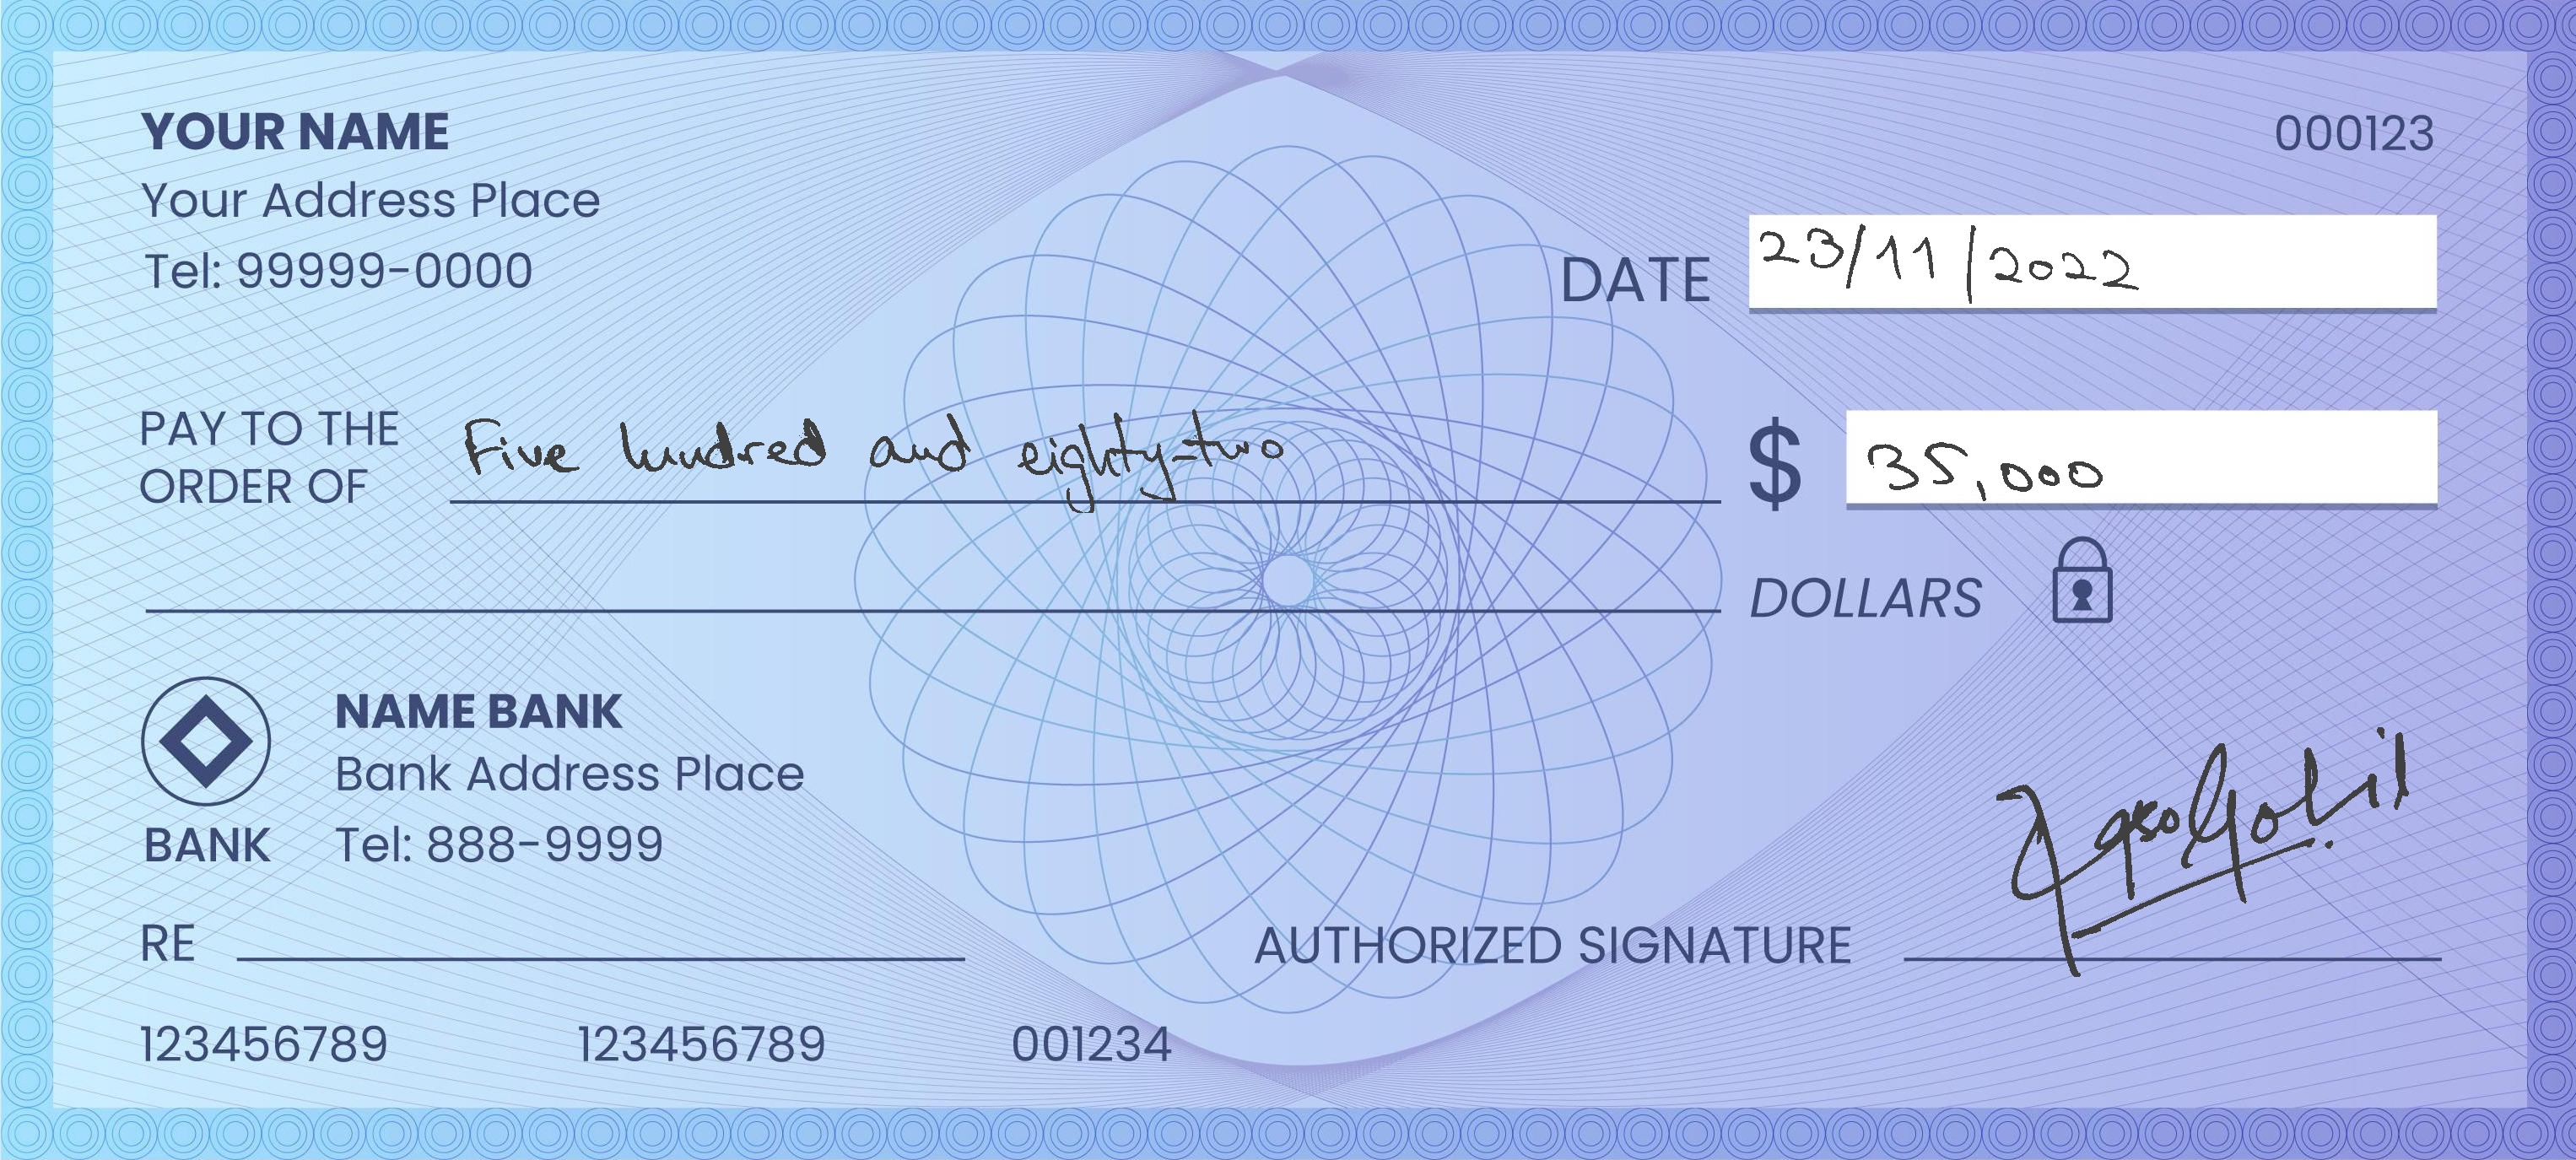 YOUR NAME
000123
Your Address Place
Tel: 99999-0000
DATE 23/11/2022
PAY TO THE
ORDER OF Five hundred and eighty-two
$ 35,000
DOLLARS
NAME BANK
Bank Address Place
BANK Tel: 888-9999
RE
AUTHORIZED SIGNATURE
123456789 123456789 001234